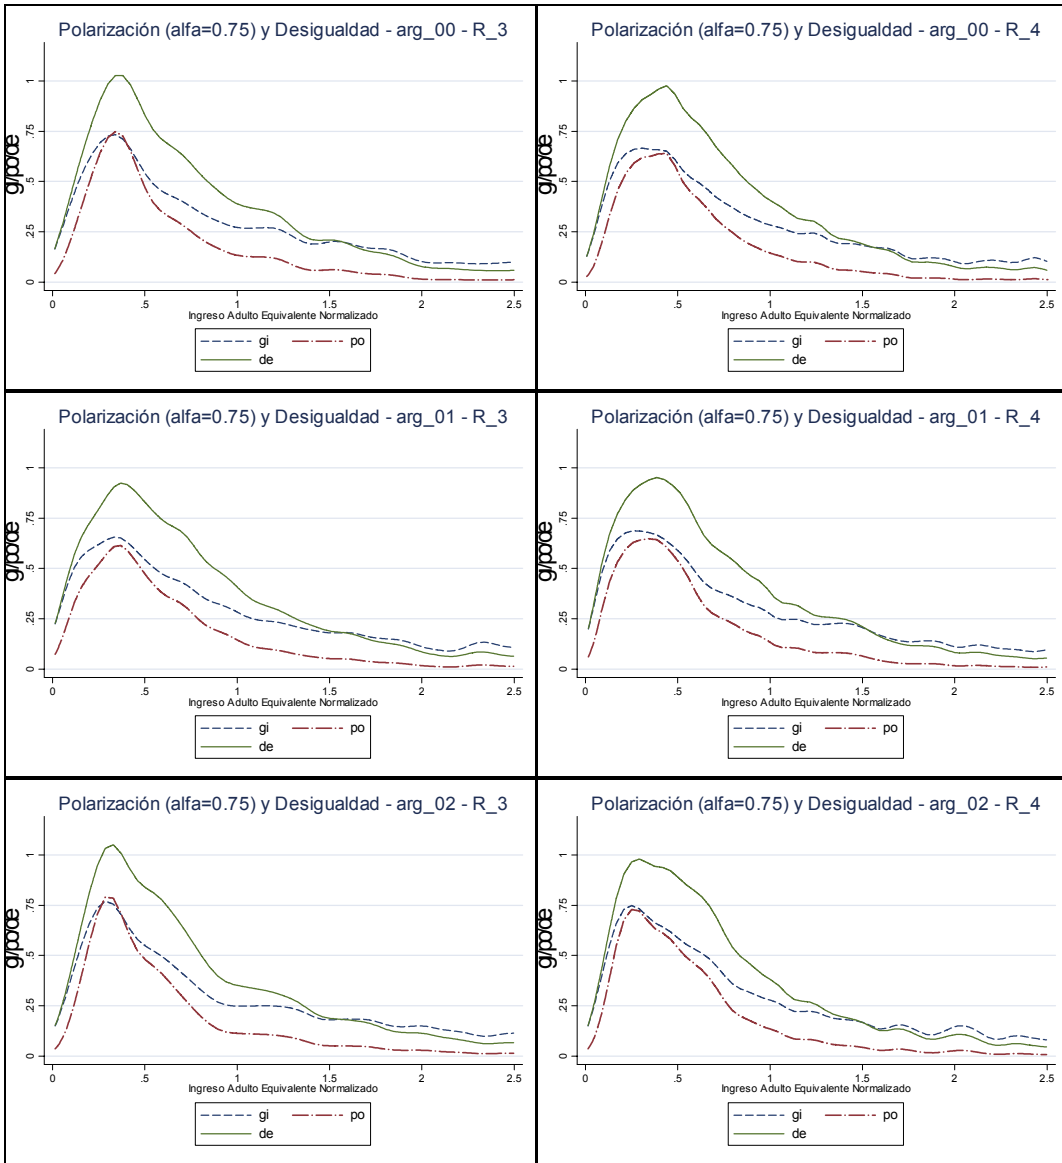 Polarización (alfa=0.75) y Desigualdad - arg_00 - R_3
gi/po/de
0 .25 .5 .75 1
0 .5 1 1.5 2 2.5
Ingreso Adulto Equivalente Normalizado
gi po
de
Polarización (alfa=0.75) y Desigualdad - arg_00 - R_4
gi/po/de
0 .25 .5 .75 1
0 .5 1 1.5 2 2.5
Ingreso Adulto Equivalente Normalizado
gi po
de
Polarización (alfa=0.75) y Desigualdad - arg_01 - R_3
gi/po/de
0 .25 .5 .75 1
0 .5 1 1.5 2 2.5
Ingreso Adulto Equivalente Normalizado
gi po
de
Polarización (alfa=0.75) y Desigualdad - arg_01 - R_4
gi/po/de
0 .25 .5 .75 1
0 .5 1 1.5 2 2.5
Ingreso Adulto Equivalente Normalizado
gi po
de
Polarización (alfa=0.75) y Desigualdad - arg_02 - R_3
gi/po/de
0 .25 .5 .75 1
0 .5 1 1.5 2 2.5
Ingreso Adulto Equivalente Normalizado
gi po
de
Polarización (alfa=0.75) y Desigualdad - arg_02 - R_4
gi/po/de
0 .25 .5 .75 1
0 .5 1 1.5 2 2.5
Ingreso Adulto Equivalente Normalizado
gi po
de